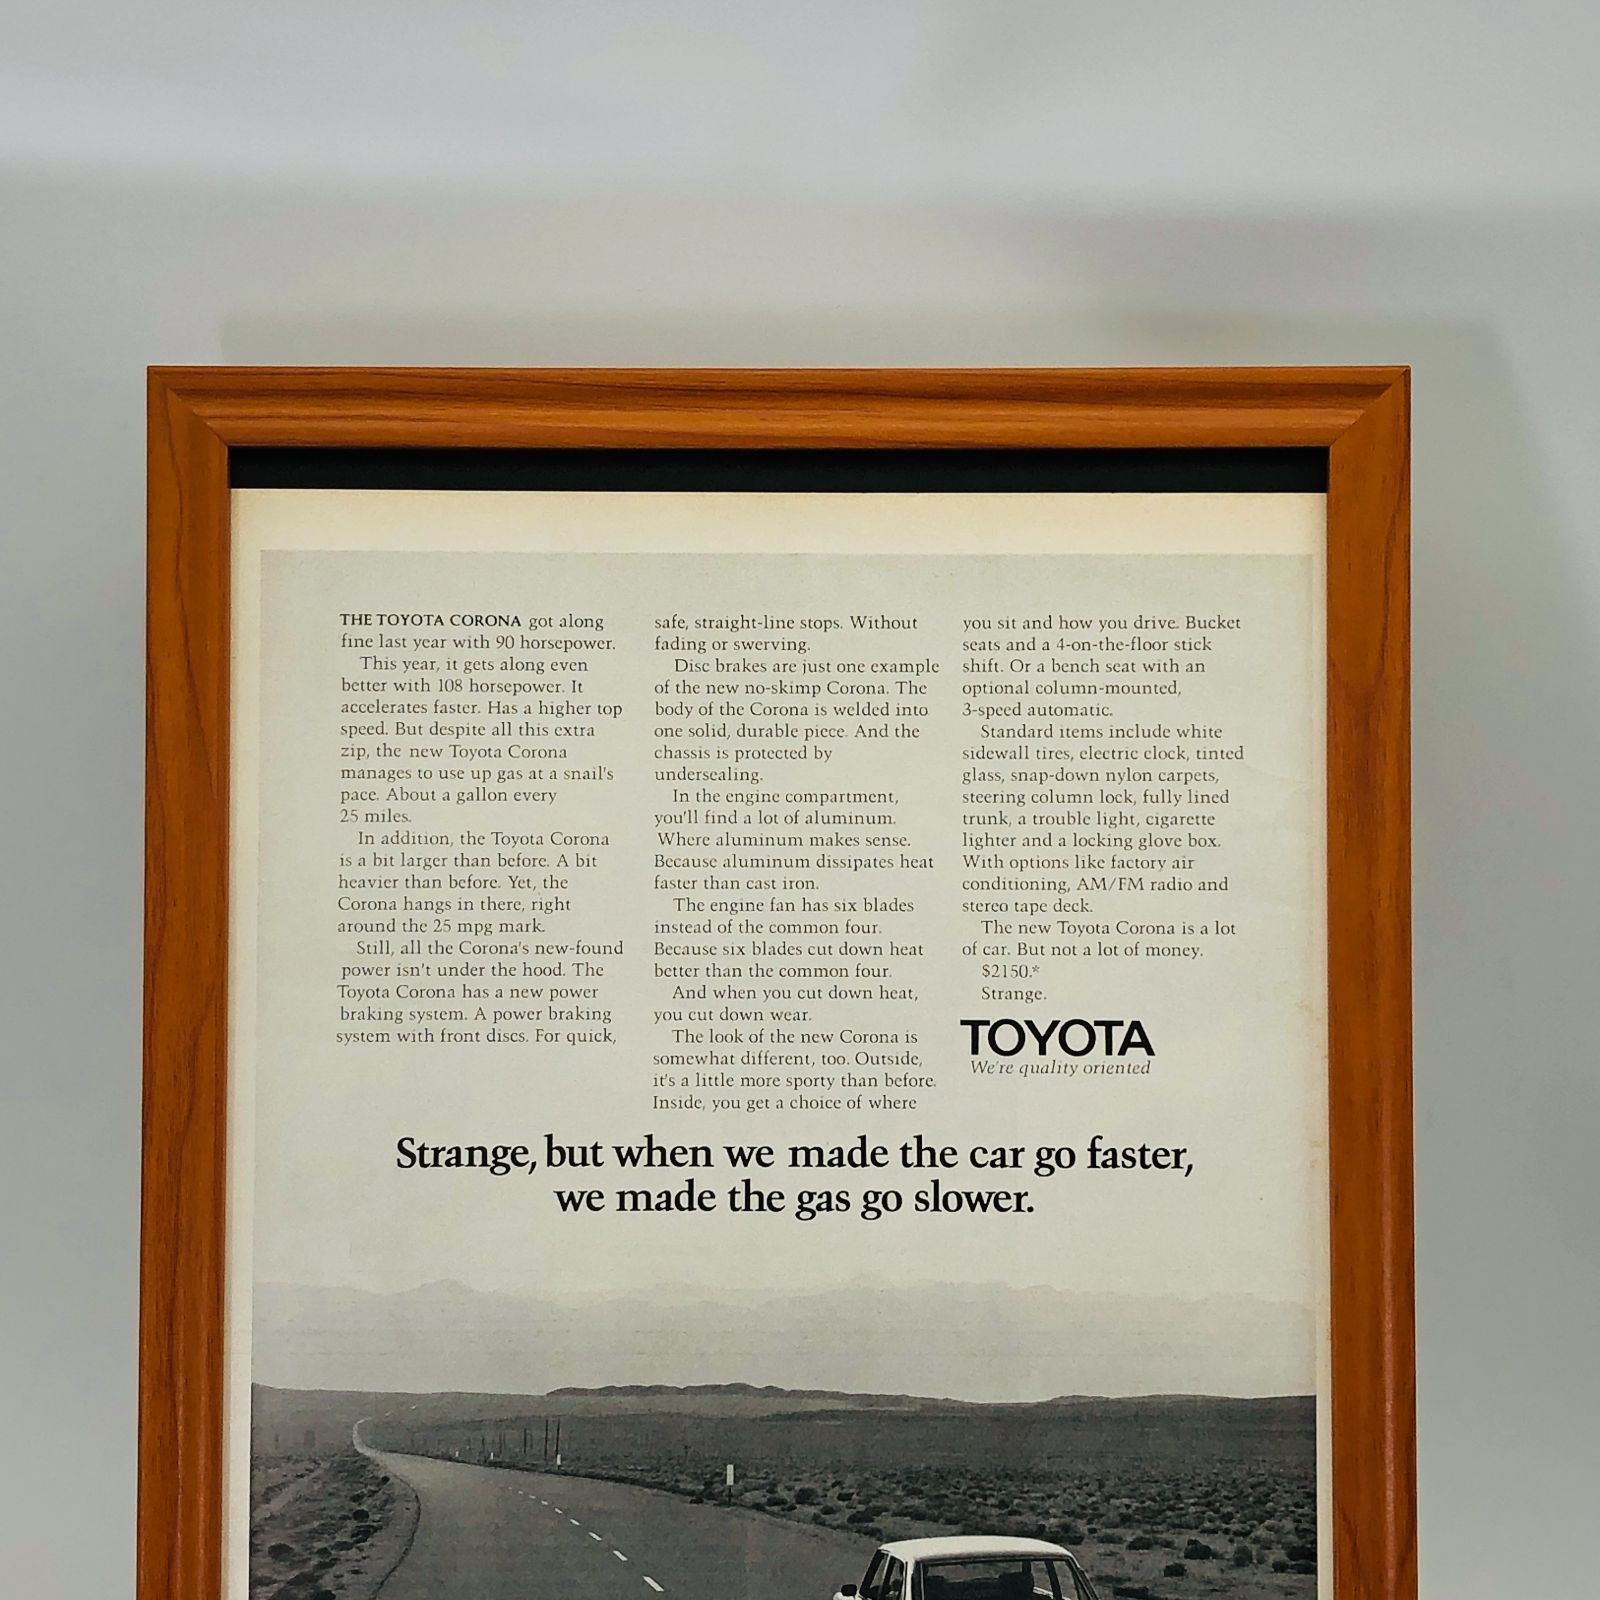 THE TOYOTA CORONA got along
fine last year with 90 horsepower.
This year, it gets along even
better with 108 horsepower. It
accelerates faster. Has a higher top
speed. But despite all this extra
zip, the new Toyota Corona
manages to use up gas at a snail's
pace. About a gallon every
25 miles.
In addition, the Toyota Corona
is a bit larger than before. A bit
heavier than before. Yet, the
Corona hangs in there, right
around the 25 mpg mark.
Still, all the Corona's new-found
power isn't under the hood. The
Toyota Corona has a new power
braking system. A power braking
system with front discs. For quick,
safe, straight-line stops. Without
fading or swerving.
Disc brakes are just one example
of the new no-skimp Corona. The
body of the Corona is welded into
one solid, durable piece. And the
chassis is protected by
undersealing.
In the engine compartment,
you'll find a lot of aluminum.
Where aluminum makes sense.
Because aluminum dissipates heat
faster than cast iron.
The engine fan has six blades
instead of the common four.
Because six blades cut down heat
better than the common four.
And when you cut down heat,
you cut down wear.
The look of the new Corona is
somewhat different, too. Outside,
it's a little more sporty than before.
Inside, you get a choice of where
you sit and how you drive. Bucket
seats and a 4-on-the-floor stick
shift. Or a bench seat with an
optional column-mounted,
3-speed automatic.
Standard items include white
sidewall tires, electric clock, tinted
glass, snap-down nylon carpets,
steering column lock, fully lined
trunk, a trouble light, cigarette
lighter and a locking glove box.
With options like factory air
conditioning, AM/FM radio and
stereo tape deck.
The new Toyota Corona is a lot
of car. But not a lot of money.
$2150.*
Strange.
TOYOTA
We're quality oriented
Strange, but when we made the car go faster,
we made the gas go slower.